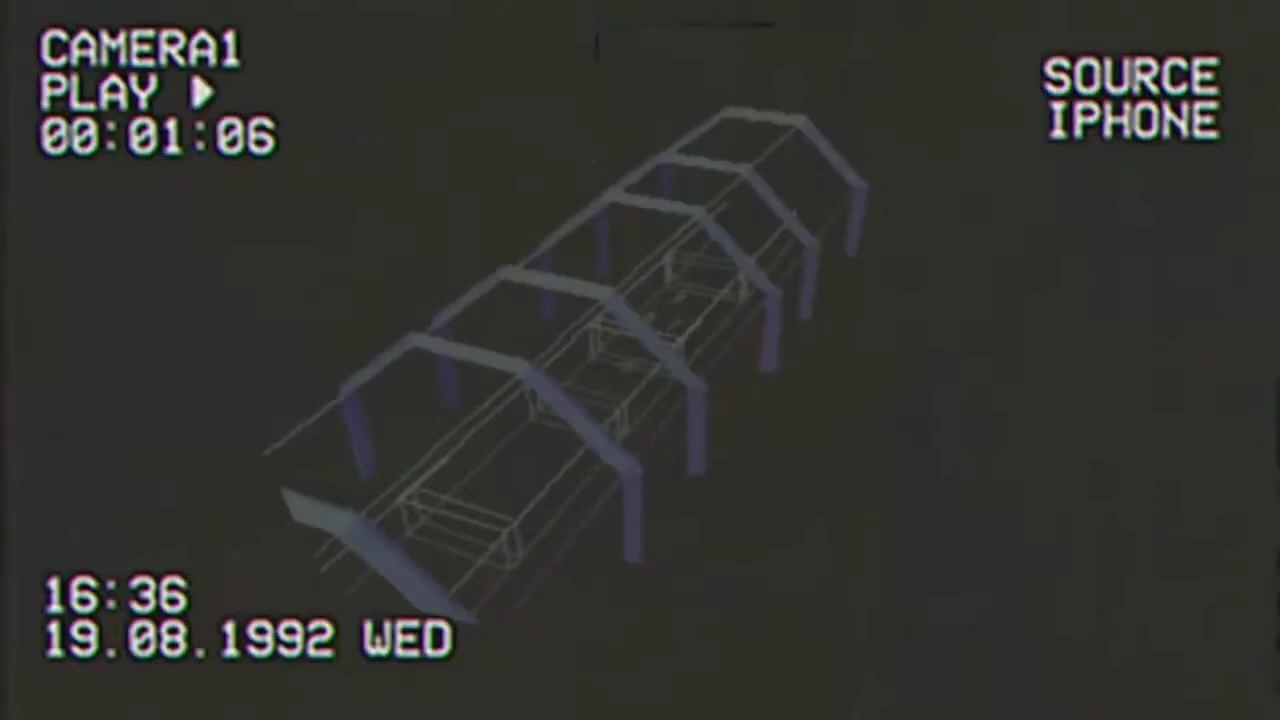 CAMERA1
PLAY
00:01:06
SOURCE
IPHONE
16:36
19.08.1992 WED